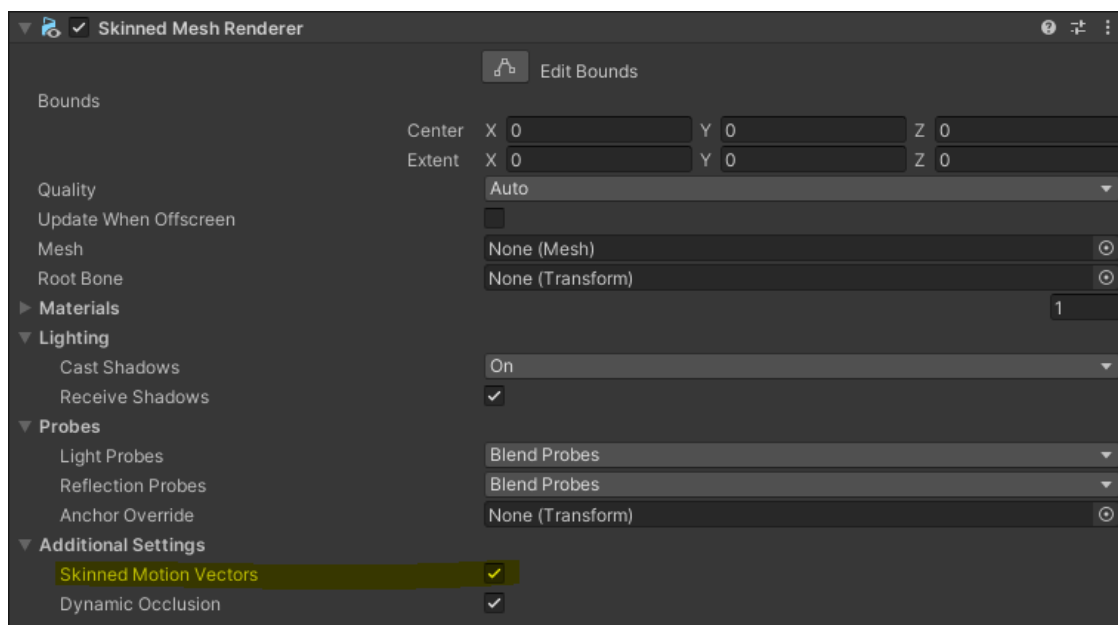 Skinned Mesh Renderer
Edit Bounds
Bounds
Center X 0 Y 0 Z 0
Extent X 0 Y 0 Z 0
Quality Auto
Update When Offscreen
Mesh None (Mesh)
Root Bone None (Transform)
Materials 1
Lighting
Cast Shadows On
Receive Shadows
Probes
Light Probes Blend Probes
Reflection Probes Blend Probes
Anchor Override None (Transform)
Additional Settings
Skinned Motion Vectors
Dynamic Occlusion